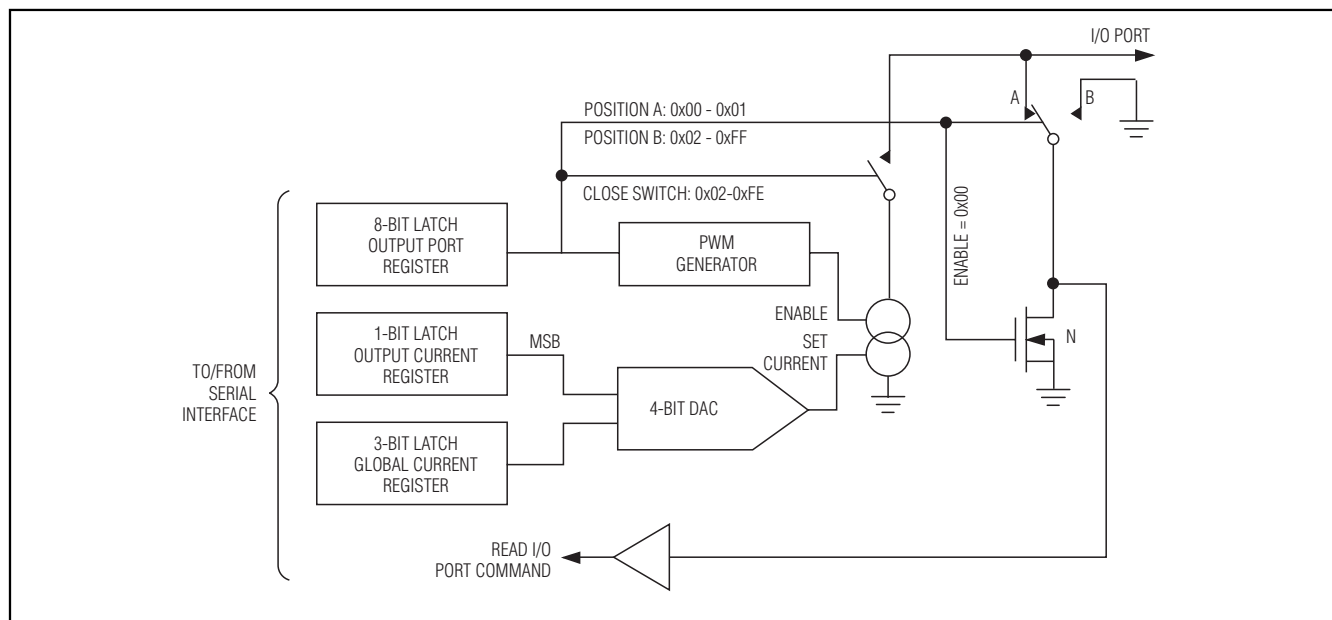 I/O PORT
A
B
POSITION A: 0x00 - 0x01
POSITION B: 0x02 - 0xFF
CLOSE SWITCH: 0x02-0xFE
ENABLE = 0x00
8-BIT LATCH
OUTPUT PORT
REGISTER
PWM
GENERATOR
ENABLE
SET
CURRENT
N
1-BIT LATCH
OUTPUT CURRENT
REGISTER
MSB
TO/FROM
SERIAL
INTERFACE
4-BIT DAC
3-BIT LATCH
GLOBAL CURRENT
REGISTER
READ I/O
PORT COMMAND